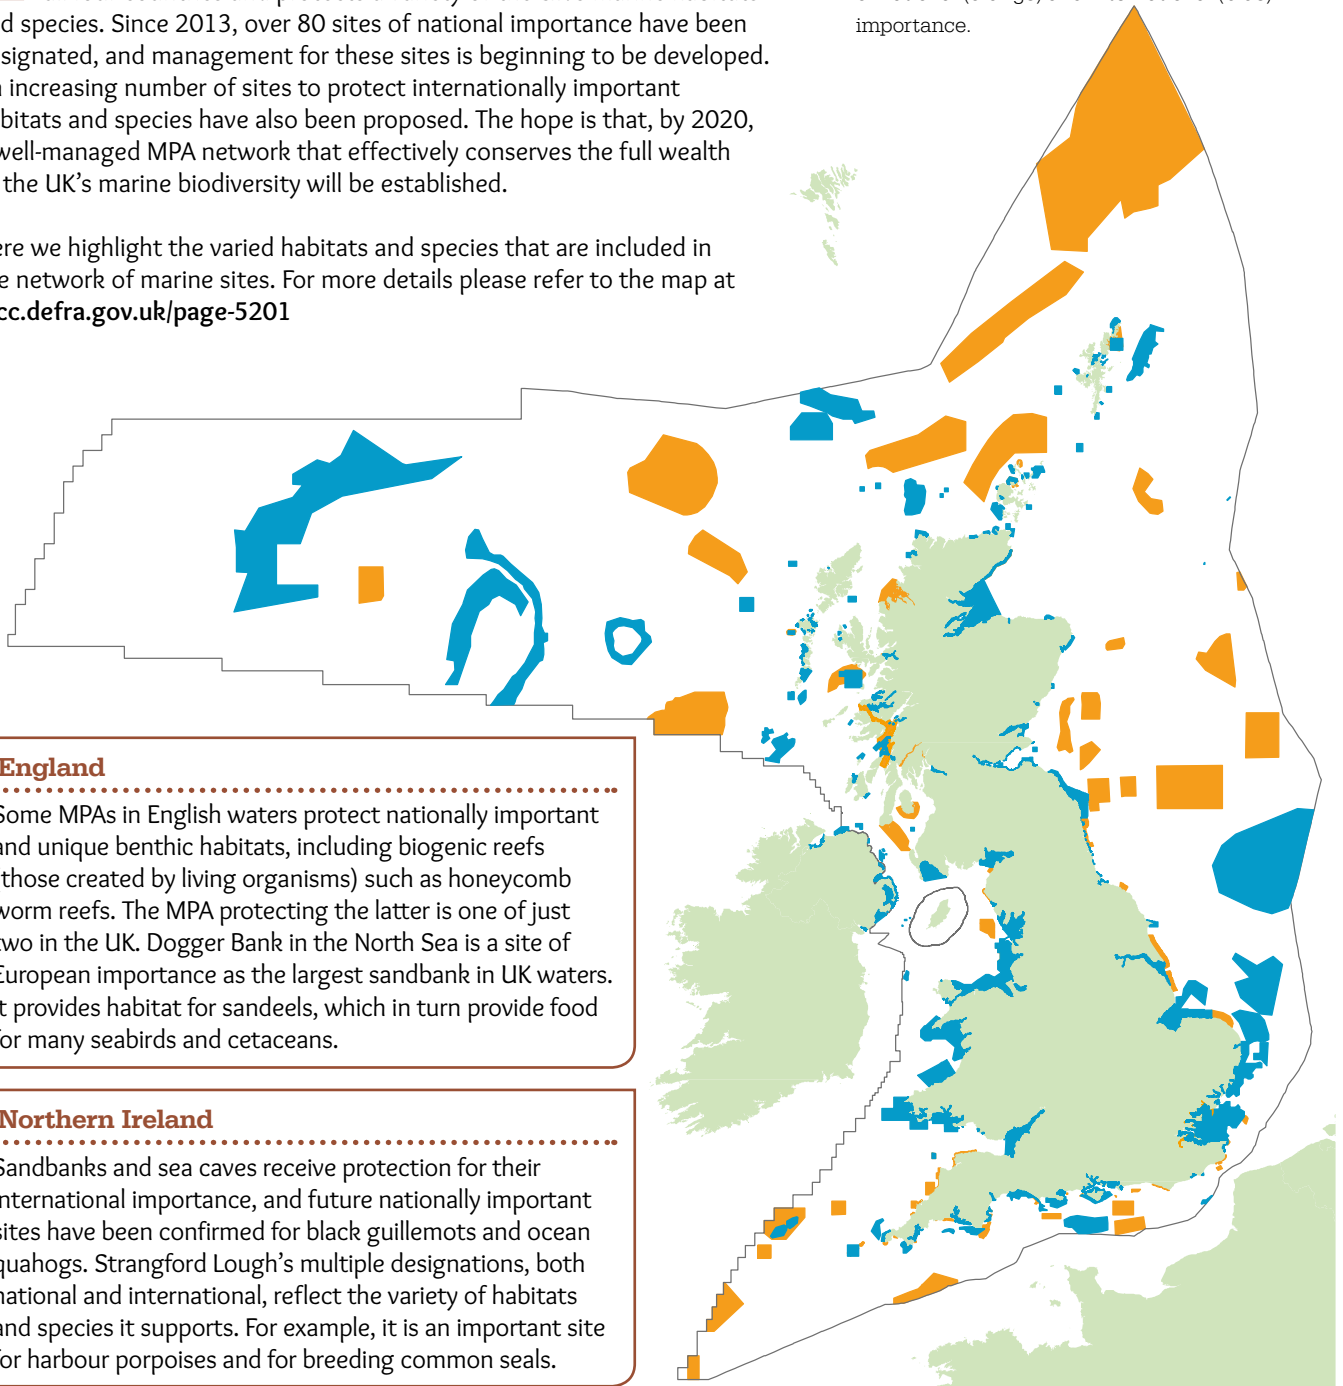 d species. Since 2013, over 80 sites of national importance have been
signated, and management for these sites is beginning to be developed.
increasing number of sites to protect internationally important
bitats and species have also been proposed. The hope is that, by 2020,
well-managed MPA network that effectively conserves the full wealth
the UK's marine biodiversity will be established.
ere we highlight the varied habitats and species that are included in
e network of marine sites. For more details please refer to the map at
cc.defra.gov.uk/page-5201
importance.
England
Some MPAs in English waters protect nationally important
and unique benthic habitats, including biogenic reefs
(those created by living organisms) such as honeycomb
worm reefs. The MPA protecting the latter is one of just
two in the UK. Dogger Bank in the North Sea is a site of
European importance as the largest sandbank in UK waters.
It provides habitat for sandeels, which in turn provide food
for many seabirds and cetaceans.
Northern Ireland
Sandbanks and sea caves receive protection for their
international importance, and future nationally important
sites have been confirmed for black guillemots and ocean
quahogs. Strangford Lough's multiple designations, both
national and international, reflect the variety of habitats
and species it supports. For example, it is an important site
for harbour porpoises and for breeding common seals.